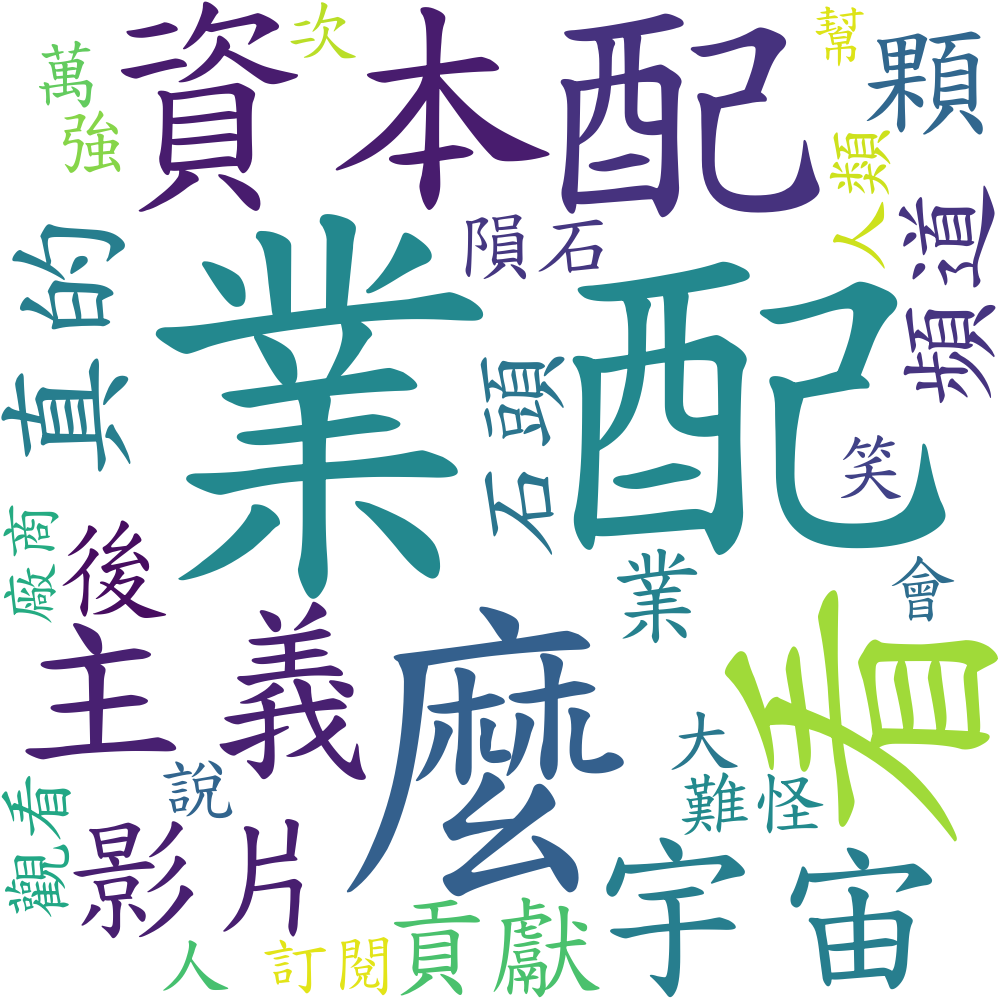 資本
配
次
幫
萬
強
顆
人類
隕石
頻道
真的
業配
石頭
笑
廠商
後
業
會
主義
麼
看
大
難怪
說
觀看
影片
宇宙
人
訂閱
貢獻